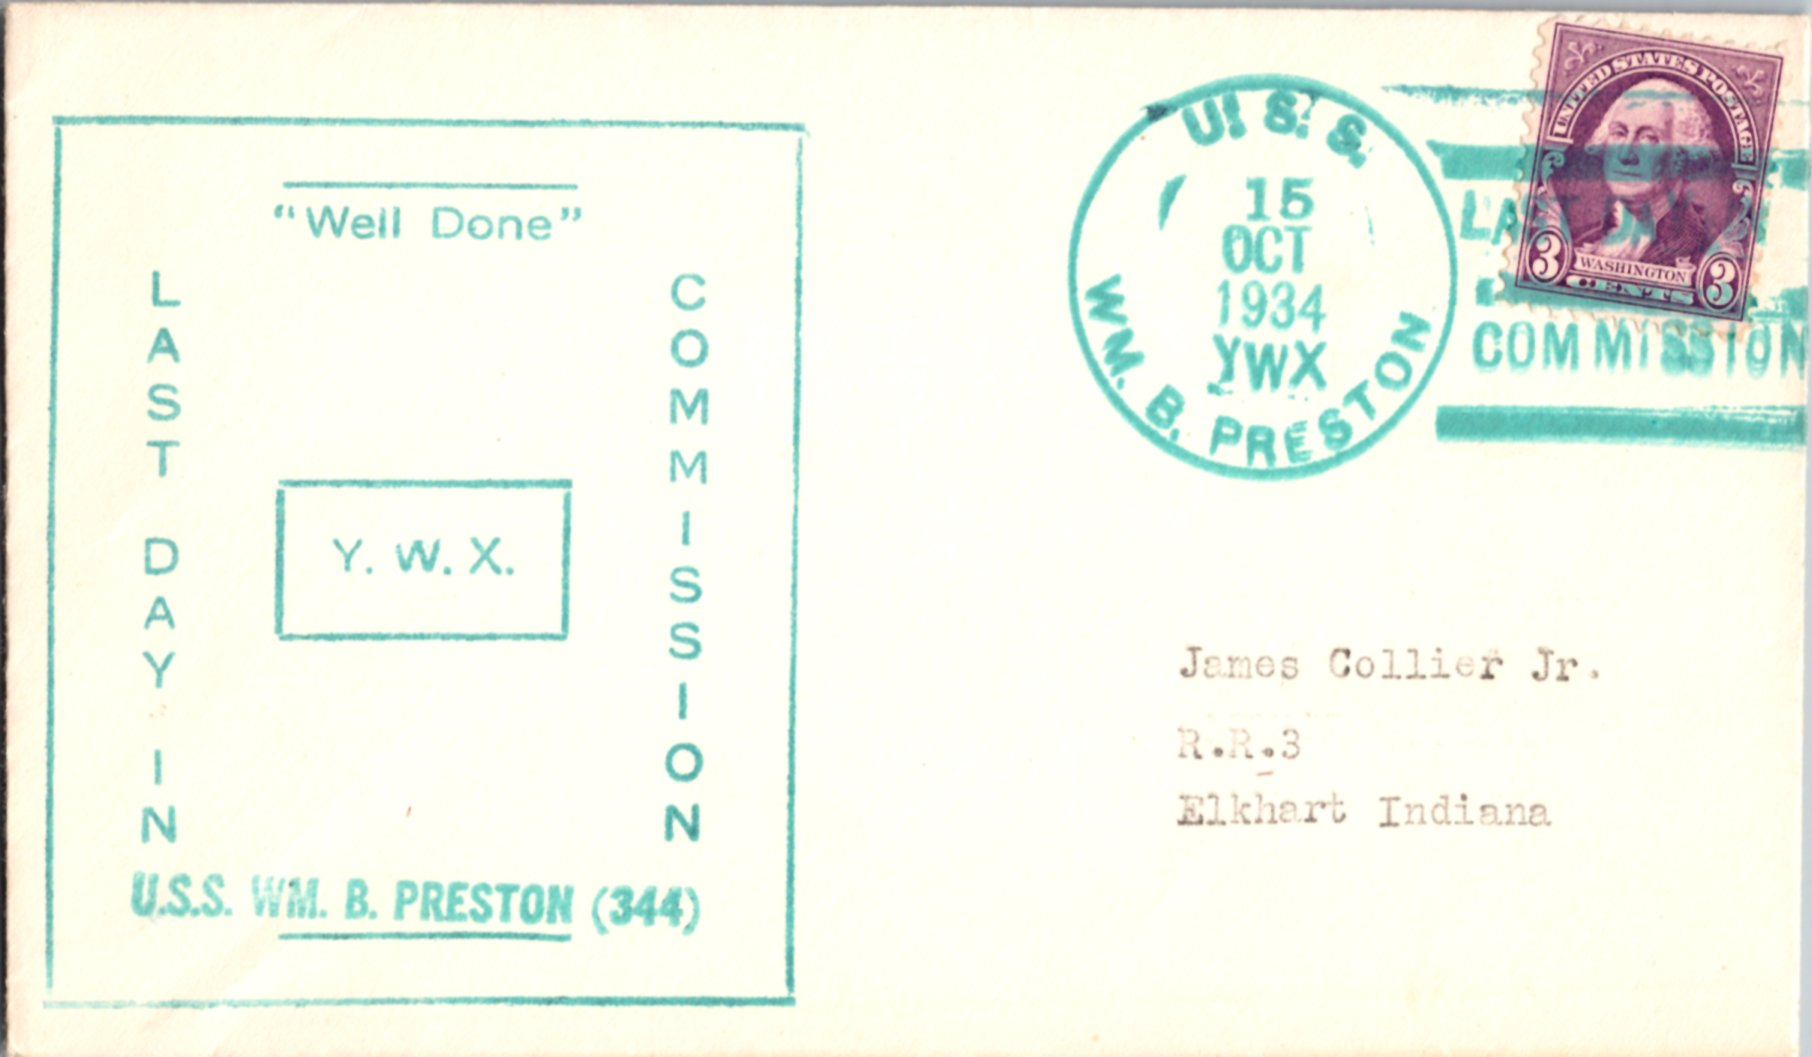 "Well Done"
LAST DAY IN
COMMISSION
Y. W. X.
U.S.S. WM. B. PRESTON (344)
U. S. S.
15
OCT
1934
YWX
WM. B. PRESTON
LAST
COMMISSION
UNITED STATES POSTAGE
3 WASHINGTON 3
CENTS
James Collier Jr.
R.R.3
Elkhart Indiana